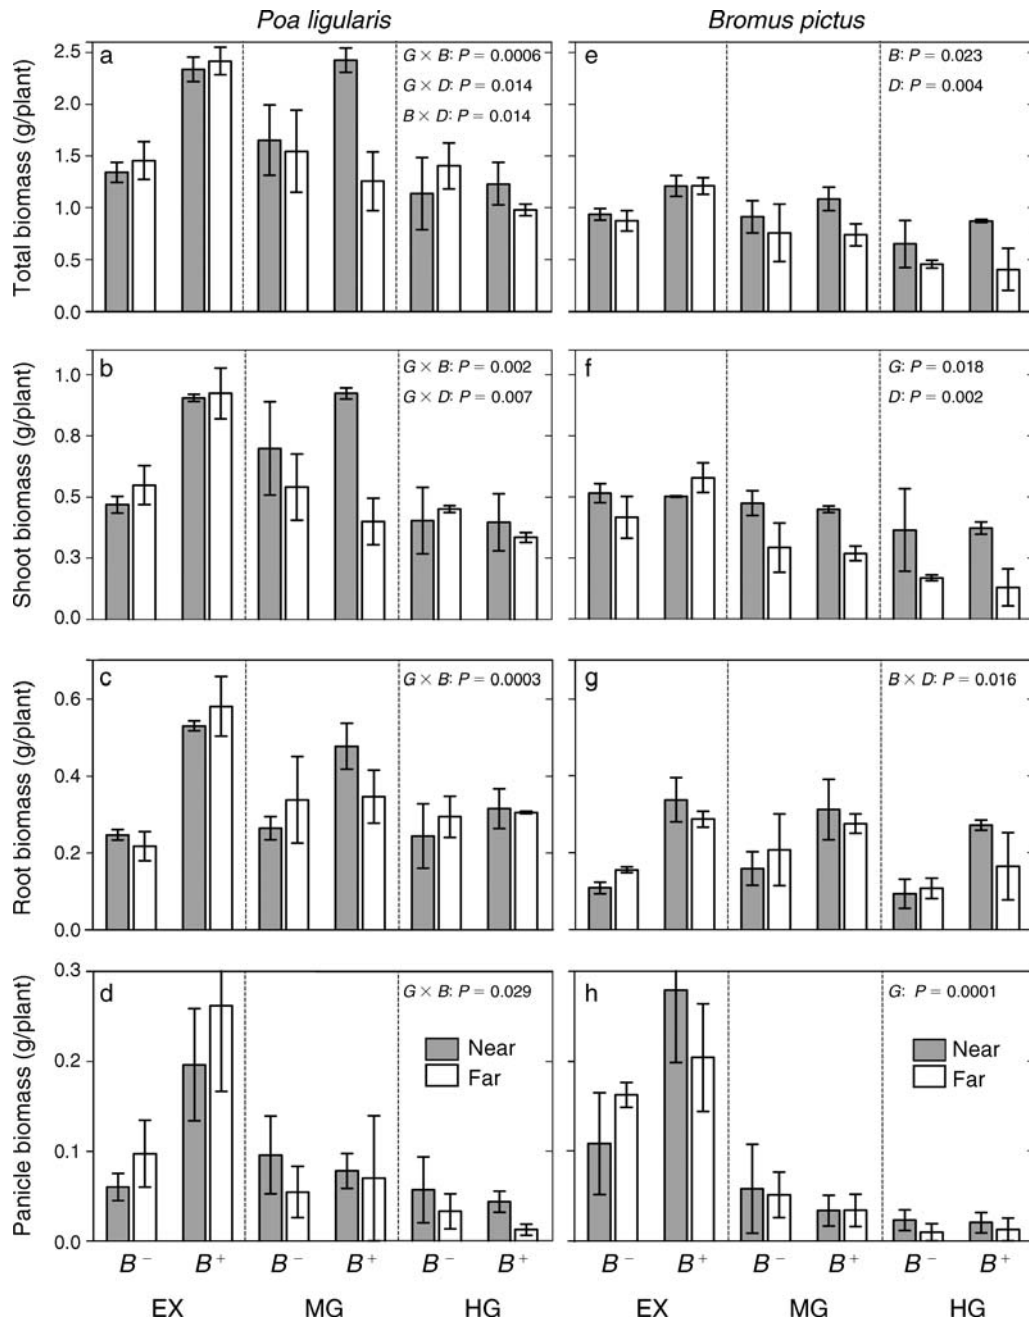 Poa ligularis
Bromus pictus
Total biomass (g/plant)
2.5
2.0
1.5
1.0
0.5
0.0
a
G × B: P = 0.0006
G × D: P = 0.014
B × D: P = 0.014
e
B: P = 0.023
D: P = 0.004
Shoot biomass (g/plant)
1.0
0.8
0.5
0.3
0.0
b
G × B: P = 0.002
G × D: P = 0.007
f
G: P = 0.018
D: P = 0.002
Root biomass (g/plant)
0.6
0.4
0.2
0.0
c
G × B: P = 0.0003
g
B × D: P = 0.016
Panicle biomass (g/plant)
0.3
0.2
0.1
0.0
d
G × B: P = 0.029
Near
Far
h
G: P = 0.0001
Near
Far
B− B+ B− B+ B− B+ B− B+ B− B+ B− B+
EX MG HG EX MG HG